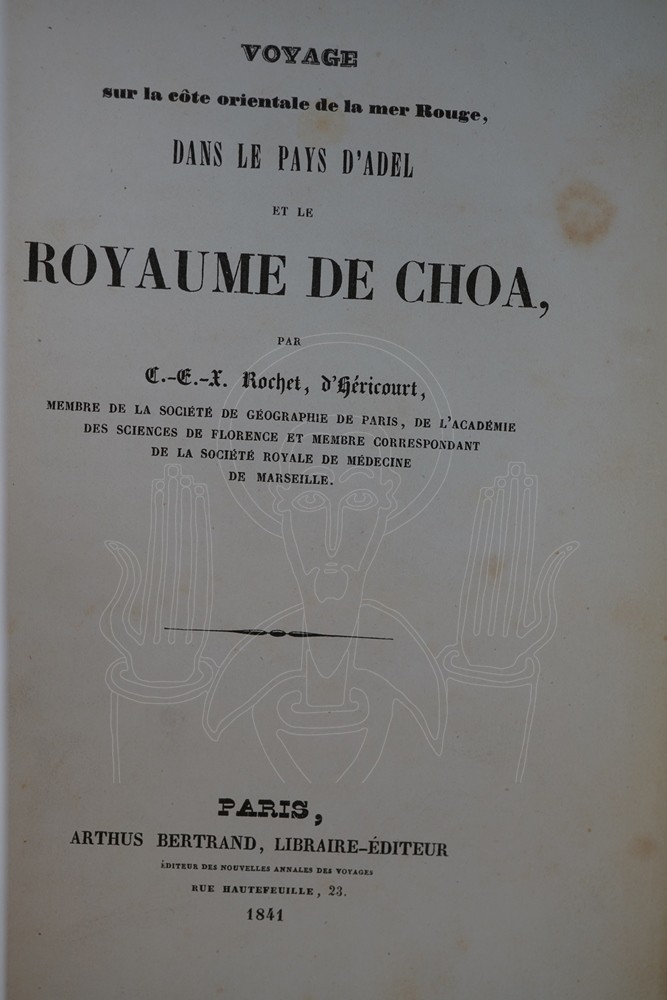 VOYAGE
sur la côte orientale de la mer Rouge,
DANS LE PAYS D'ADEL
ET LE
ROYAUME DE CHOA,
PAR
C.-E.-X. Rochet, d'Héricourt,
MEMBRE DE LA SOCIÉTÉ DE GÉOGRAPHIE DE PARIS, DE L'ACADÉMIE
DES SCIENCES DE FLORENCE ET MEMBRE CORRESPONDANT
DE LA SOCIÉTÉ ROYALE DE MÉDECINE
DE MARSEILLE.
PARIS,
ARTHUS BERTRAND, LIBRAIRE-ÉDITEUR
ÉDITEUR DES NOUVELLES ANNALES DES VOYAGES
RUE HAUTEFEUILLE, 23.
1841